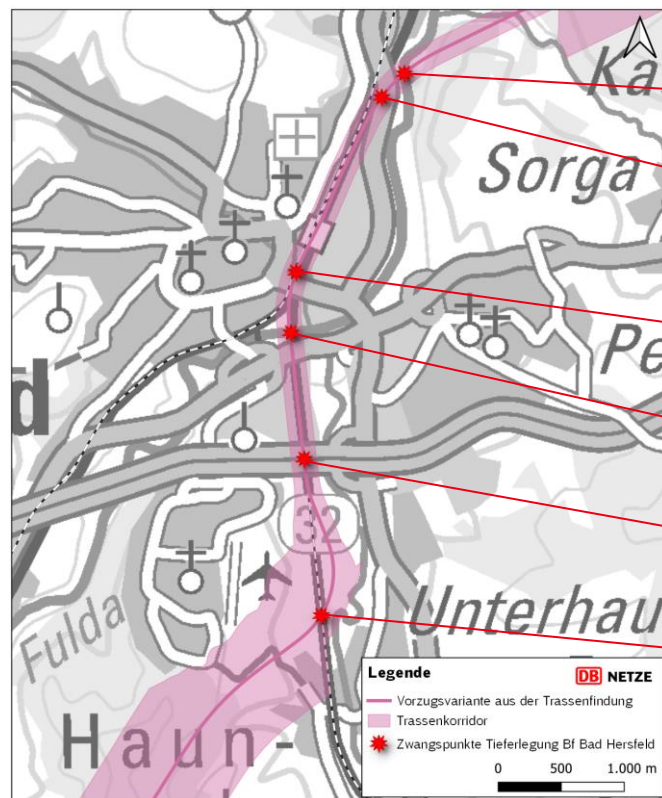 Ka
Sorga
Pe
d
32
Unterhau
Fulda
Haun-
Legende
DB NETZE
Vorzugsvariante aus der Trassenfindung
Trassenkorridor
Zwangspunkte Tieferlegung Bf Bad Hersfeld
0 500 1.000 m